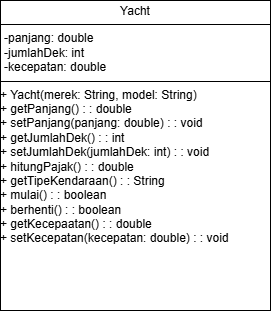 Yacht
-panjang: double
-jumlahDek: int
-kecepatan: double
+ Yacht(merek: String, model: String)
+ getPanjang() : : double
+ setPanjang(panjang: double) : : void
+ getJumlahDek() : : int
+ setJumlahDek(jumlahDek: int) : : void
+ hitungPajak() : : double
+ getTipeKendaraan() : : String
+ mulai() : : boolean
+ berhenti() : : boolean
+ getKecepaatan() : : double
+ setKecepatan(kecepatan: double) : : void